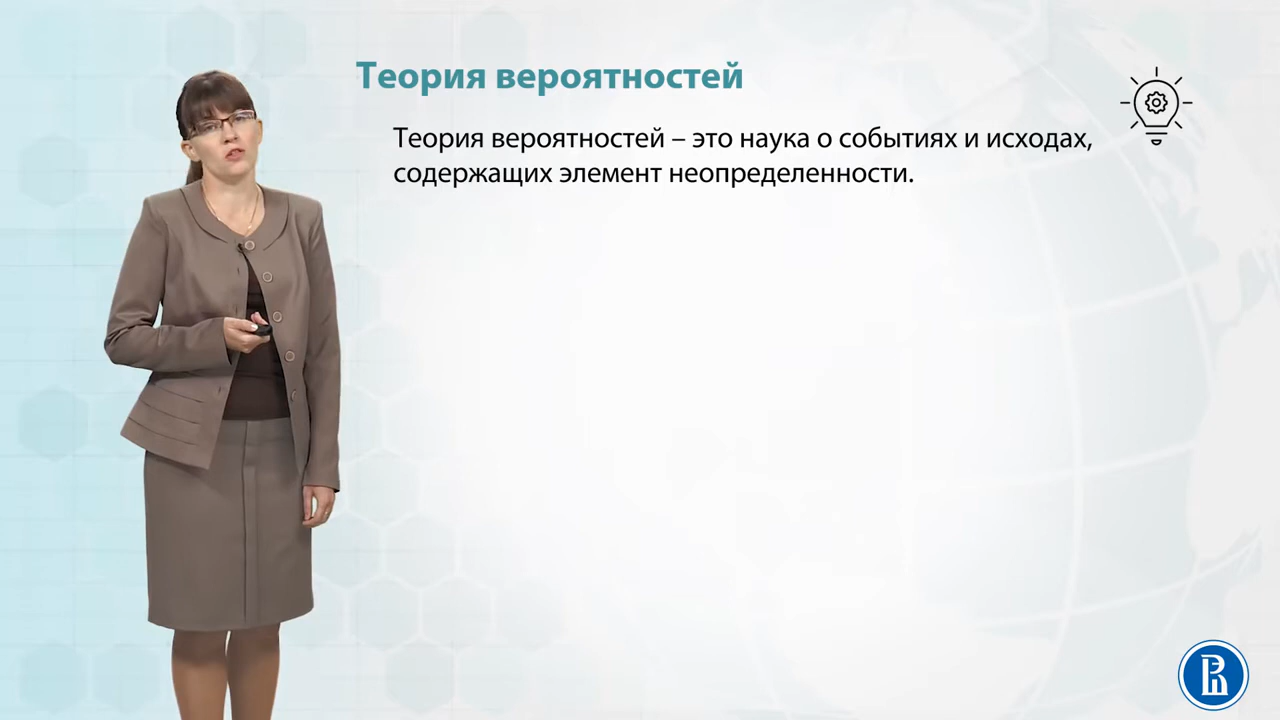 Теория вероятностей
Теория вероятностей – это наука о событиях и исходах,
содержащих элемент неопределенности.